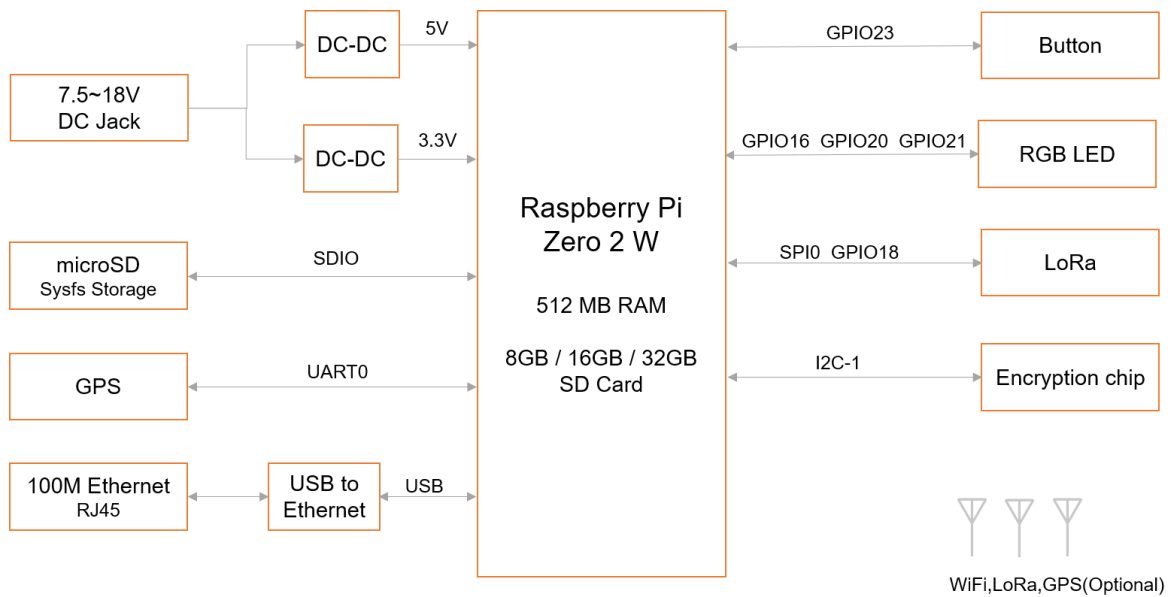 7.5~18V
DC Jack
DC-DC
5V
DC-DC
3.3V
microSD
Sysfs Storage
SDIO
GPS
UART0
100M Ethernet
RJ45
USB to
Ethernet
USB
Raspberry Pi
Zero 2 W
512 MB RAM
8GB / 16GB / 32GB
SD Card
GPIO23
Button
GPIO16 GPIO20 GPIO21
RGB LED
SPI0 GPIO18
LoRa
I2C-1
Encryption chip
WiFi,LoRa,GPS(Optional)